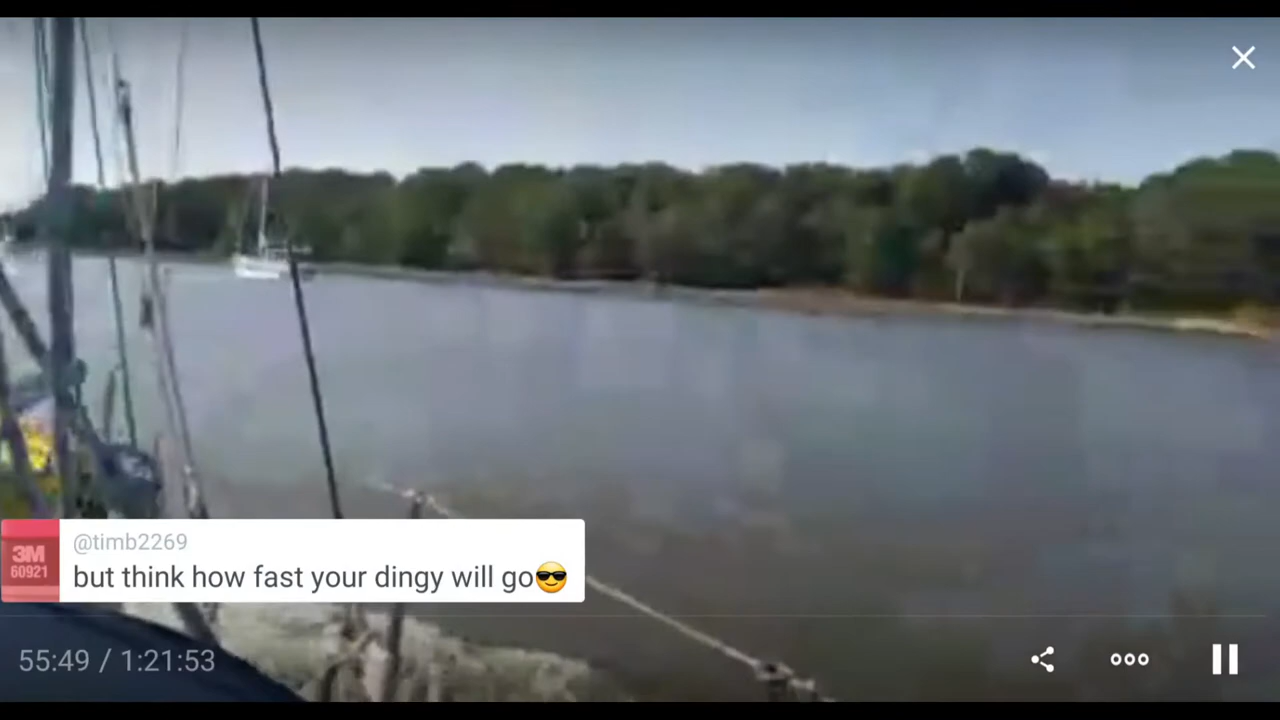 @timb2269
3M
60921
but think how fast your dingy will go😎
55:49 / 1:21:53